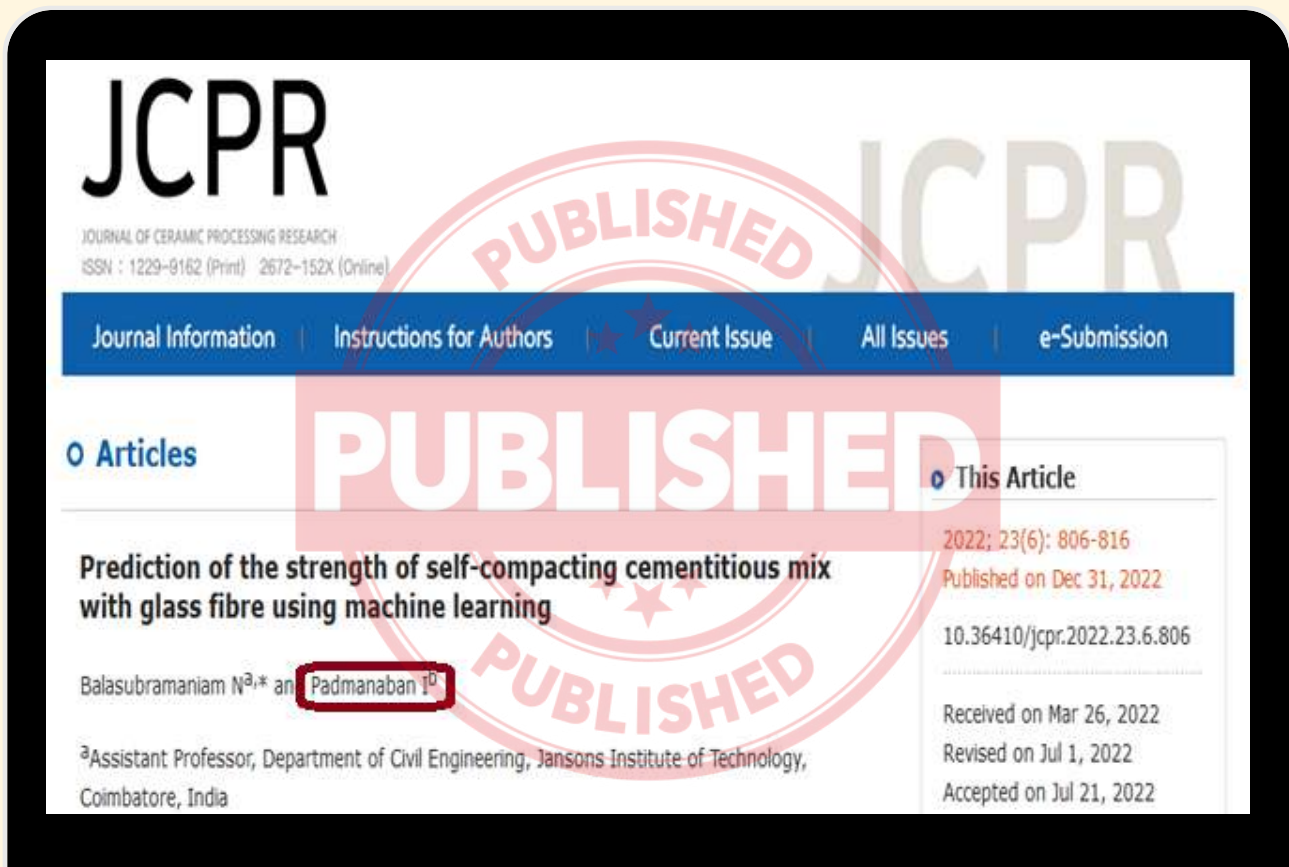 JCPR
JCPR
JOURNAL OF CERAMIC PROCESSING RESEARCH
ISSN : 1229-9162 (Print) 2672-152X (Online)
Journal Information | Instructions for Authors | Current Issue | All Issues | e-Submission
Articles
This Article
Prediction of the strength of self-compacting cementitious mix
with glass fibre using machine learning
Balasubramaniam Nᵃ,* an Padmanaban Iᵇ
ᵃAssistant Professor, Department of Civil Engineering, Jansons Institute of Technology,
Coimbatore, India
2022; 23(6): 806-816
Published on Dec 31, 2022
10.36410/jcpr.2022.23.6.806
Received on Mar 26, 2022
Revised on Jul 1, 2022
Accepted on Jul 21, 2022
PUBLISHED
PUBLISHED
PUBLISHED